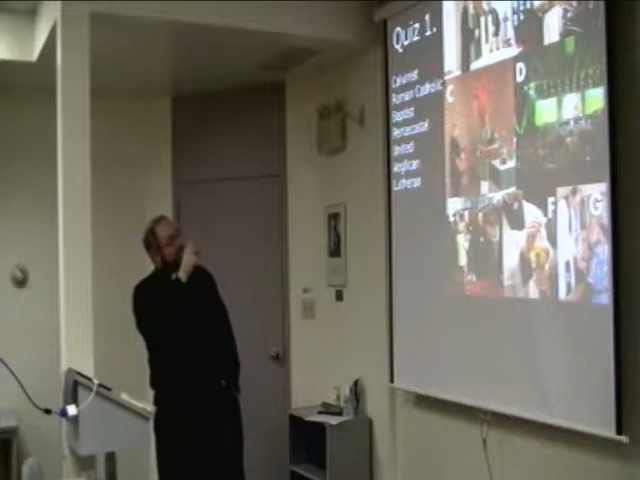 Quiz 1.
Calvinist
Roman Catholic
Baptist
Pentecostal
United
Anglican
Lutheran
C
D
F
G